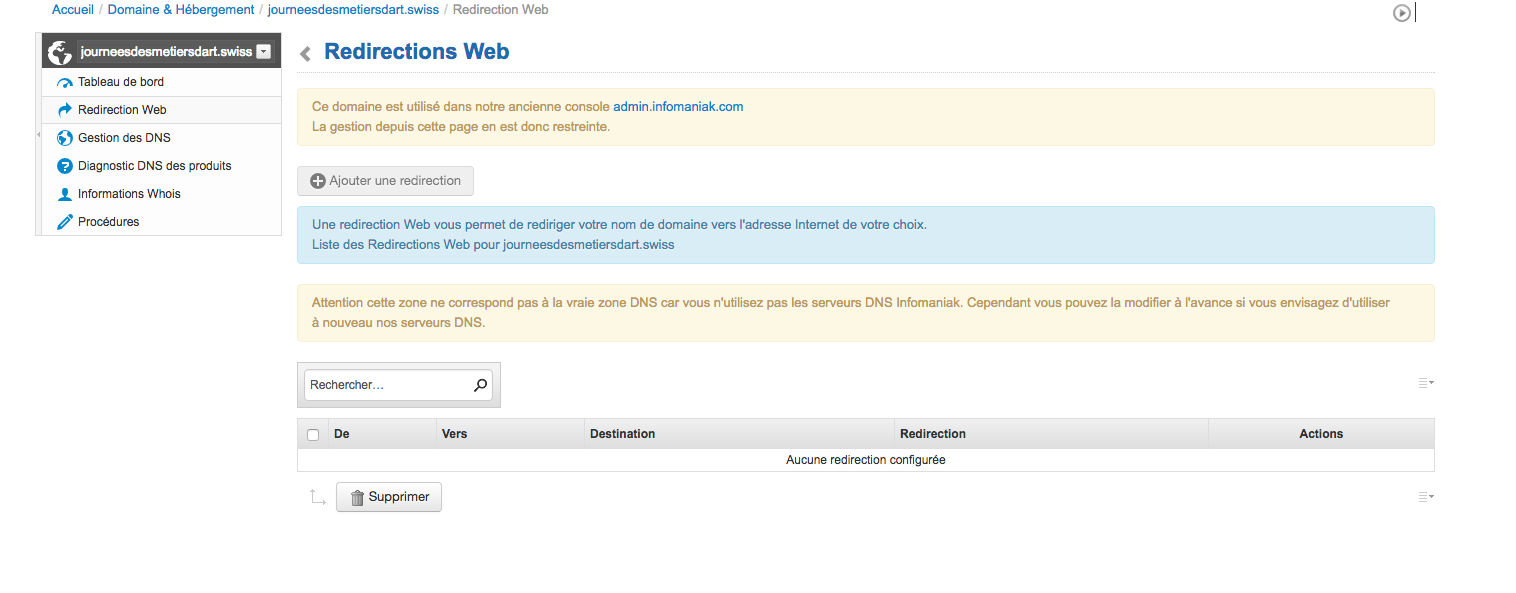 Accueil / Domaine & Hébergement / journeesdesmetiersdart.swiss / Redirection Web
journeesdesmetiersdart.swiss
Tableau de bord
Redirection Web
Gestion des DNS
Diagnostic DNS des produits
Informations Whois
Procédures
Redirections Web
Ce domaine est utilisé dans notre ancienne console admin.infomaniak.com
La gestion depuis cette page en est donc restreinte.
Ajouter une redirection
Une redirection Web vous permet de rediriger votre nom de domaine vers l'adresse Internet de votre choix.
Liste des Redirections Web pour journeesdesmetiersdart.swiss
Attention cette zone ne correspond pas à la vraie zone DNS car vous n'utilisez pas les serveurs DNS Infomaniak. Cependant vous pouvez la modifier à l'avance si vous envisagez d'utiliser
à nouveau nos serveurs DNS.
Rechercher…
De Vers Destination Redirection Actions
Aucune redirection configurée
Supprimer